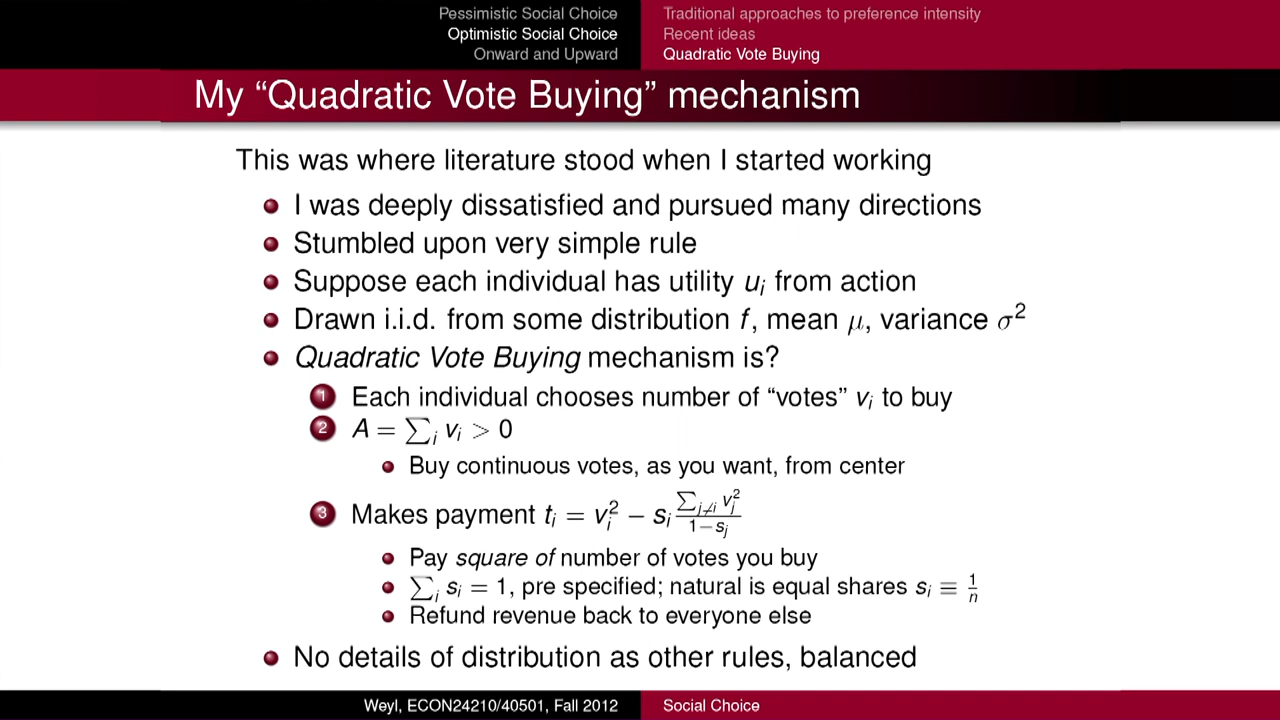 Pessimistic Social Choice
Optimistic Social Choice
Onward and Upward
Traditional approaches to preference intensity
Recent ideas
Quadratic Vote Buying
My “Quadratic Vote Buying” mechanism
This was where literature stood when I started working
I was deeply dissatisfied and pursued many directions
Stumbled upon very simple rule
Suppose each individual has utility u_i from action
Drawn i.i.d. from some distribution f, mean μ, variance σ^2
Quadratic Vote Buying mechanism is?
1 Each individual chooses number of “votes” v_i to buy
2 A = ∑_i v_i > 0
Buy continuous votes, as you want, from center
3 Makes payment t_i = v_i^2 − s_i \frac{∑_{j≠i} v_j^2}{1−s_j}
Pay square of number of votes you buy
∑_i s_i = 1, pre specified; natural is equal shares s_i ≡ \frac{1}{n}
Refund revenue back to everyone else
No details of distribution as other rules, balanced
Weyl, ECON24210/40501, Fall 2012
Social Choice